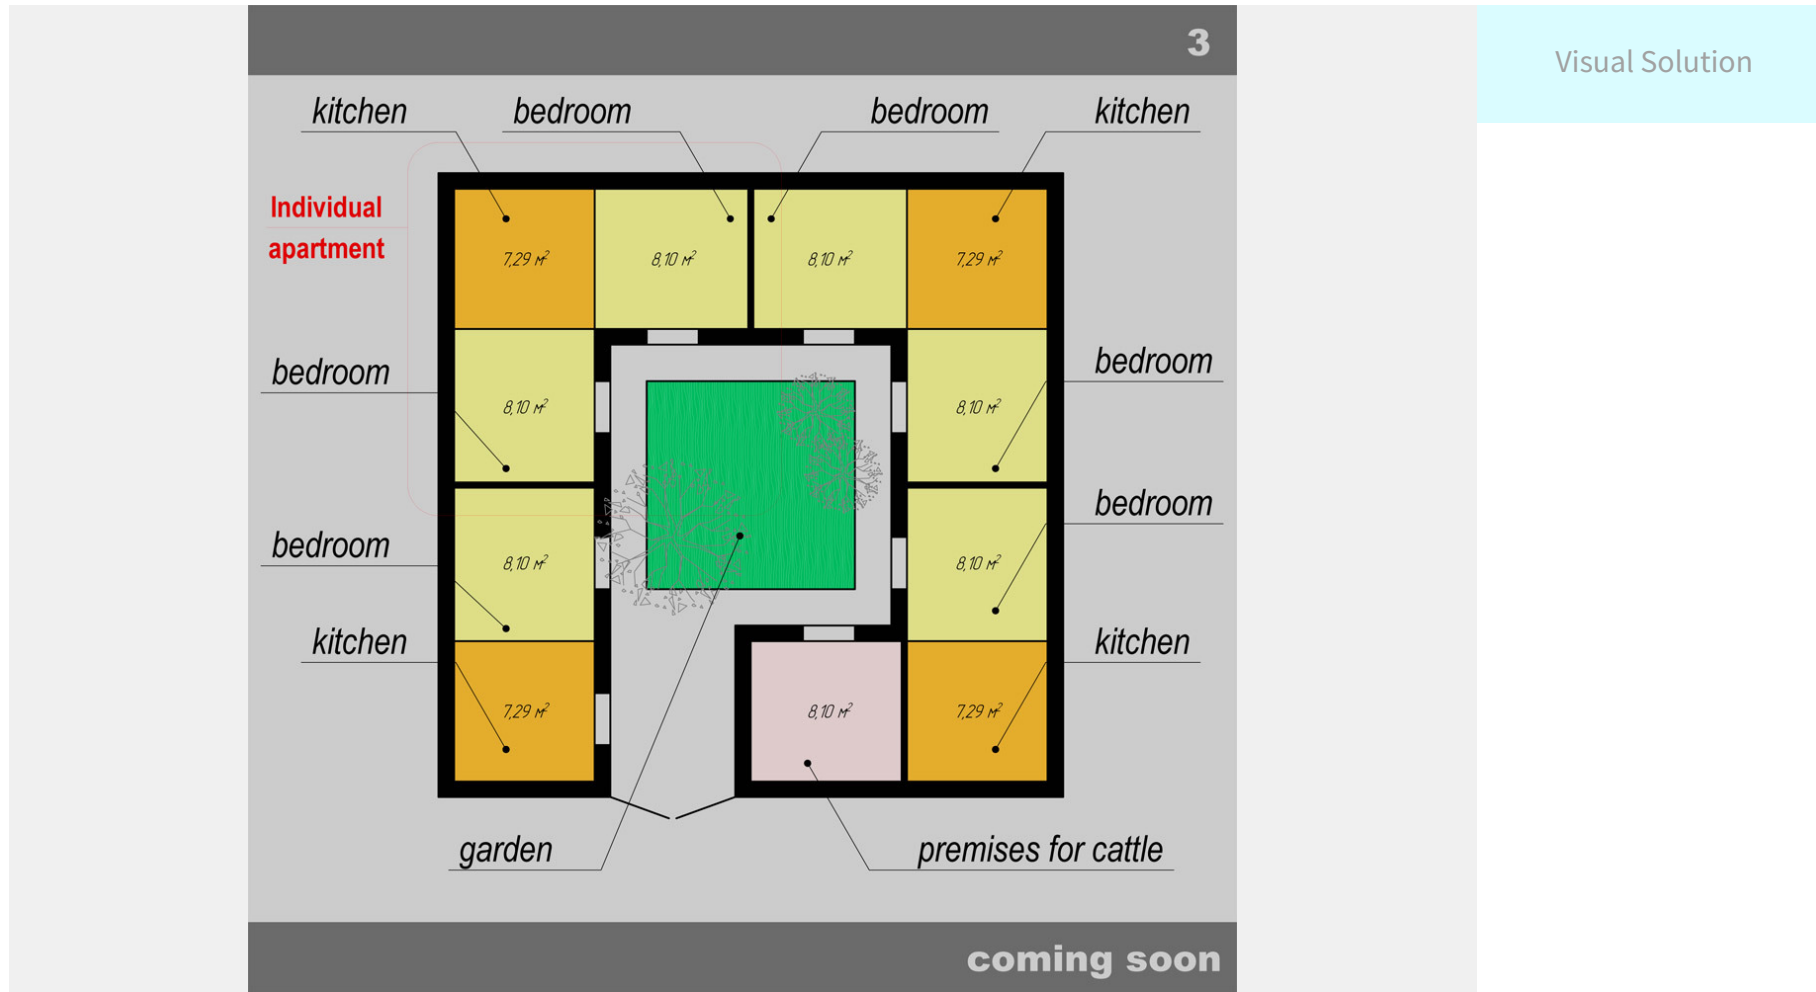 3
Visual Solution
kitchen
bedroom
bedroom
kitchen
Individual
apartment
7,29 м²
8,10 м²
8,10 м²
7,29 м²
bedroom
bedroom
8,10 м²
8,10 м²
bedroom
bedroom
8,10 м²
8,10 м²
kitchen
kitchen
7,29 м²
8,10 м²
7,29 м²
garden
premises for cattle
coming soon